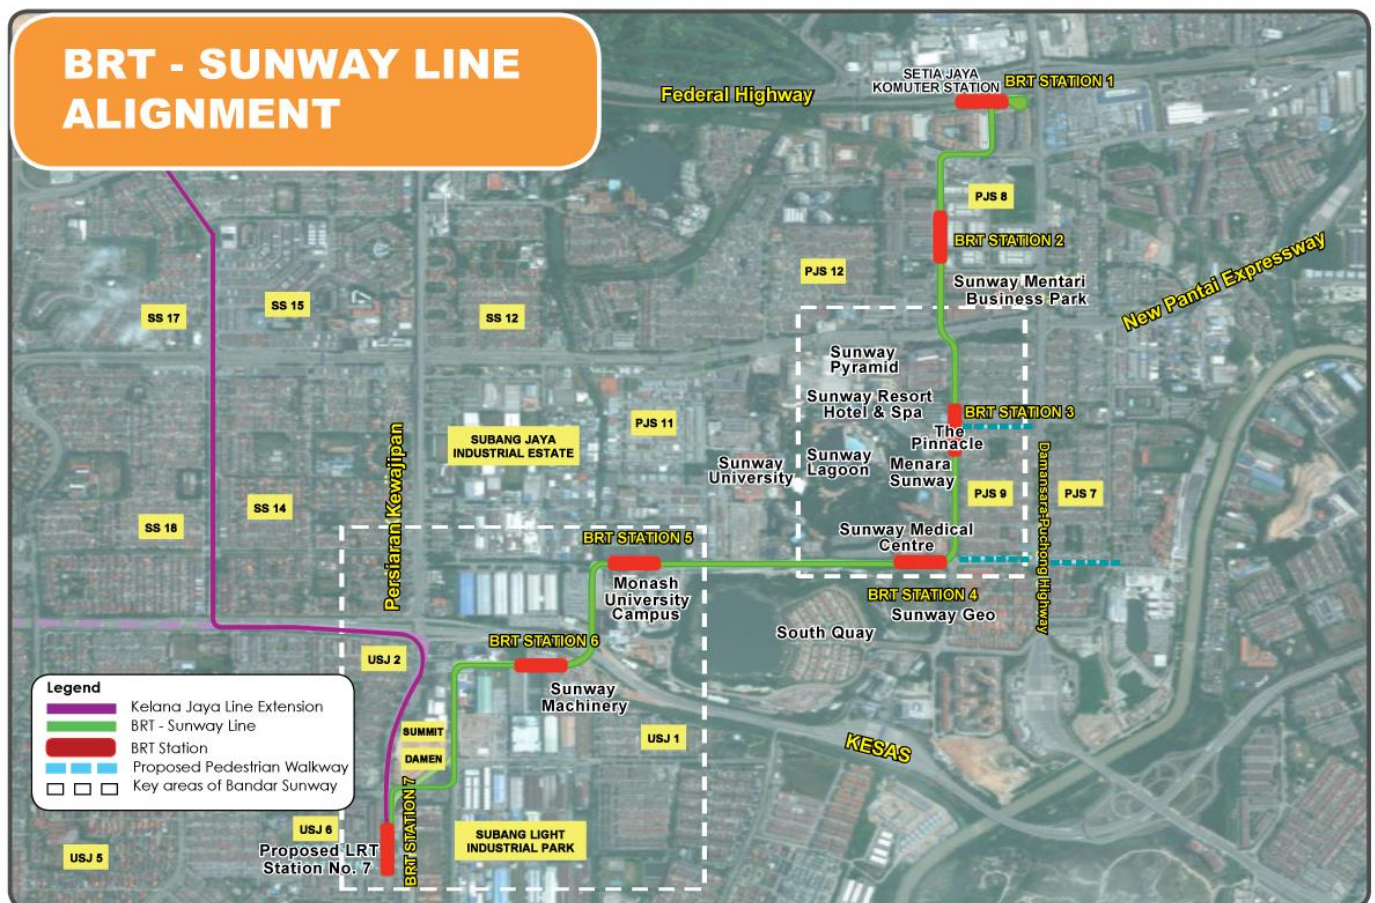 BRT - SUNWAY LINE
ALIGNMENT
SETIA JAYA
KOMUTER STATION
BRT STATION 1
Federal Highway
PJS 8
BRT STATION 2
PJS 12
New Pantai Expressway
Sunway Mentari
Business Park
SS 17
SS 15
SS 12
Sunway
Pyramid
Sunway Resort
Hotel & Spa
BRT STATION 3
The
Pinnacle
PJS 11
SUBANG JAYA
INDUSTRIAL ESTATE
Sunway
University
Sunway
Lagoon
Menara
Sunway
PJS 9
PJS 7
Damansara-Puchong Highway
Persiaran Kewajipan
SS 14
SS 18
Sunway Medical
Centre
BRT STATION 5
Monash
University
Campus
BRT STATION 4
Sunway Geo
South Quay
BRT STATION 6
USJ 2
Sunway
Machinery
SUMMIT
DAMEN
USJ 1
KESAS
Legend
Kelana Jaya Line Extension
BRT - Sunway Line
BRT Station
Proposed Pedestrian Walkway
Key areas of Bandar Sunway
BRT STATION 7
USJ 6
SUBANG LIGHT
INDUSTRIAL PARK
Proposed LRT
Station No. 7
USJ 5